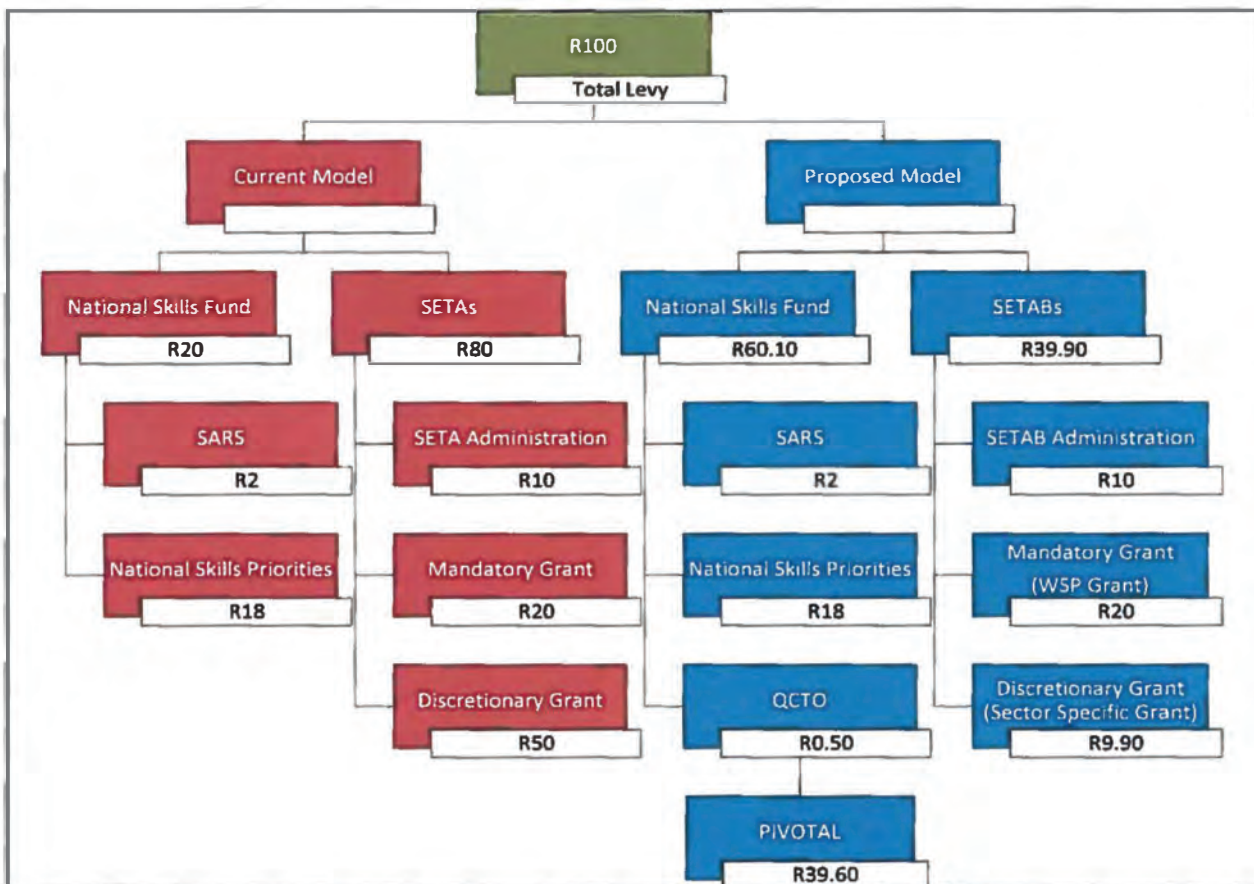 R100
Total Levy
Current Model
Proposed Model
National Skills Fund
R20
SETAs
R80
National Skills Fund
R60.10
SETABs
R39.90
SARS
R2
SETA Administration
R10
SARS
R2
SETAB Administration
R10
National Skills Priorities
R18
Mandatory Grant
R20
National Skills Priorities
R18
Mandatory Grant
(WSP Grant)
R20
Discretionary Grant
R50
QCTO
R0.50
Discretionary Grant
(Sector Specific Grant)
R9.90
PIVOTAL
R39.60